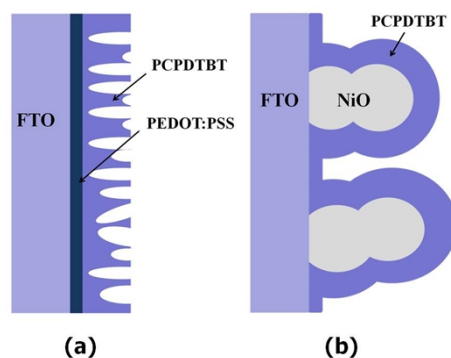 PCPDTBT
FTO
PEDOT:PSS
(a)
PCPDTBT
FTO
NiO
(b)